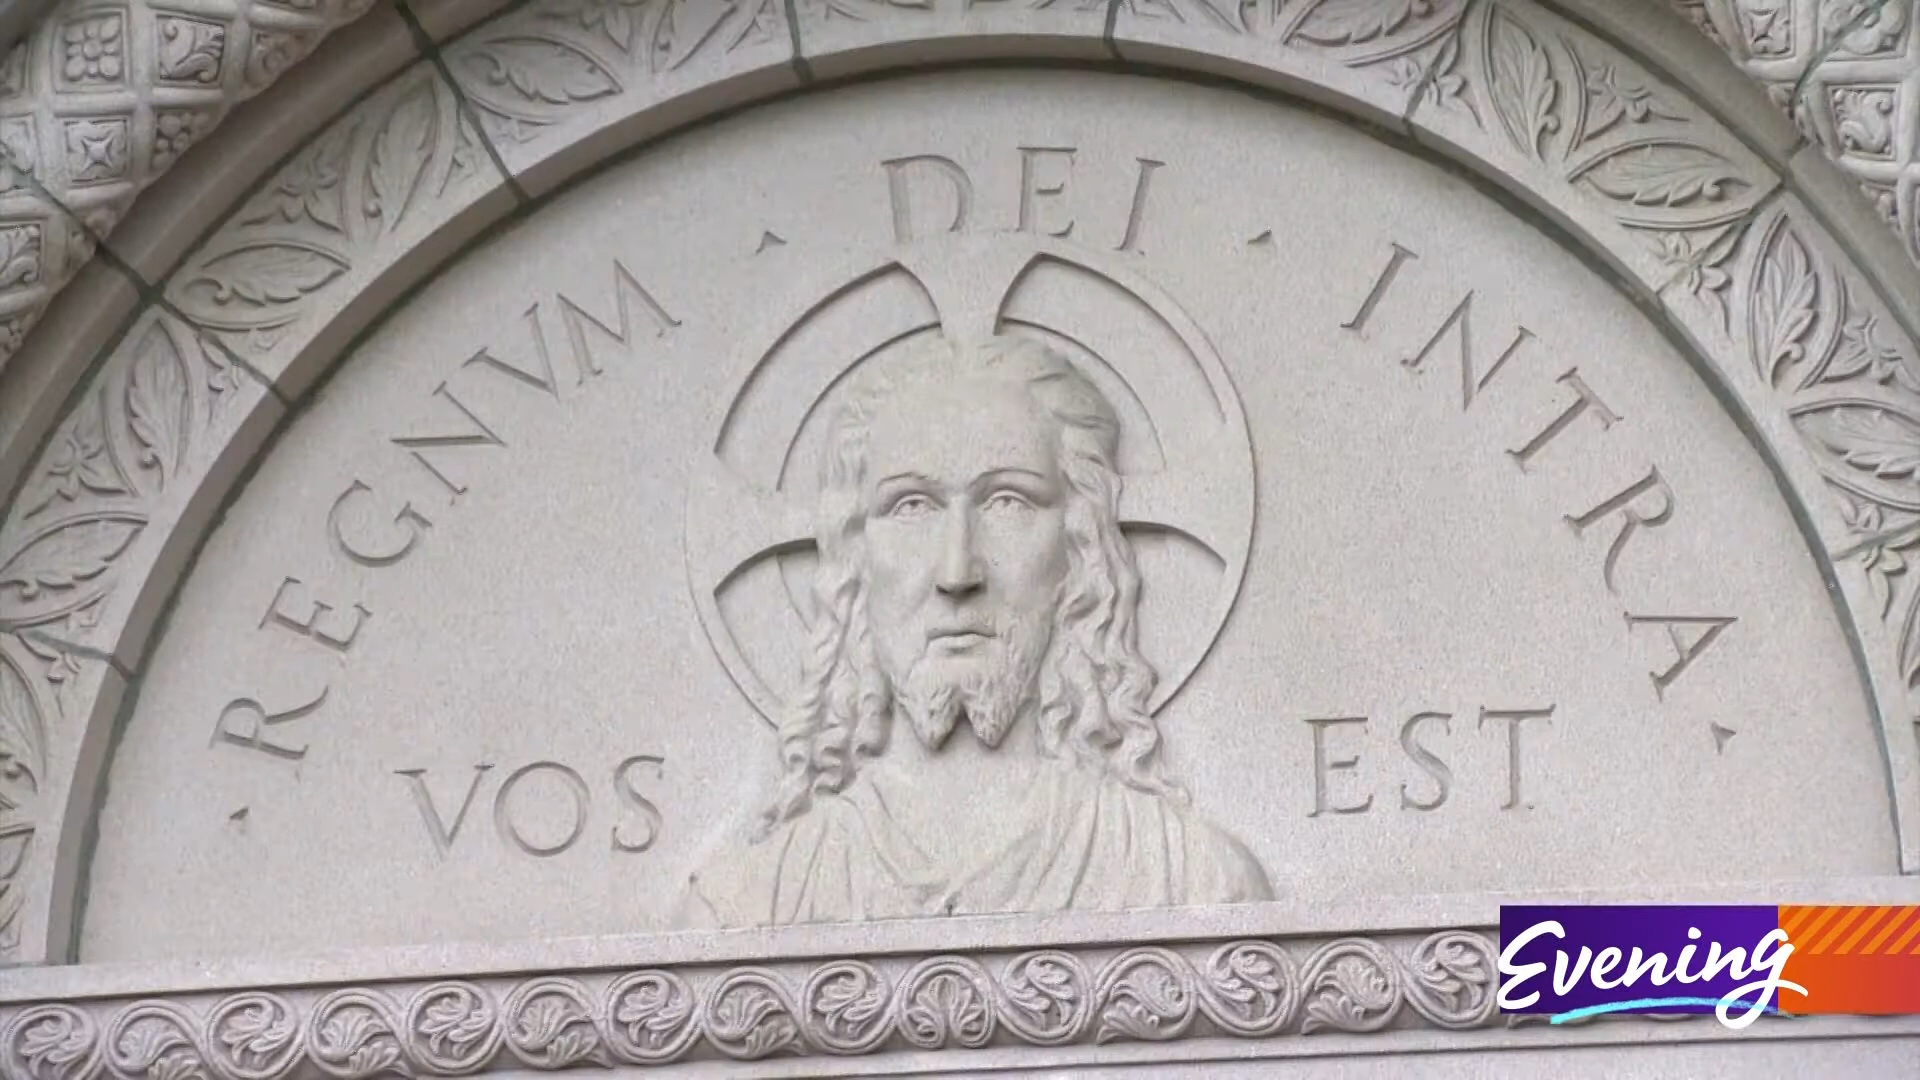 · REGNVM · DEI · INTRA ·
VOS EST
Evening